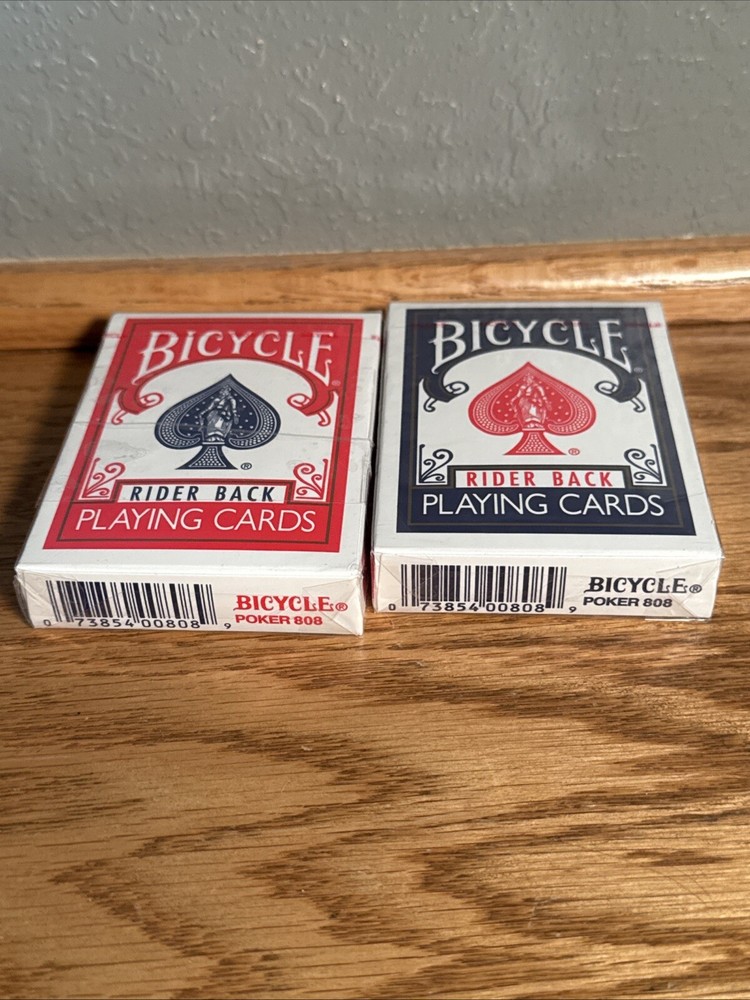 BICYCLE
®
RIDER BACK
PLAYING CARDS
0 73854 00808 9
BICYCLE®
POKER 808
BICYCLE
®
RIDER BACK
PLAYING CARDS
0 73854 00808 9
BICYCLE®
POKER 808